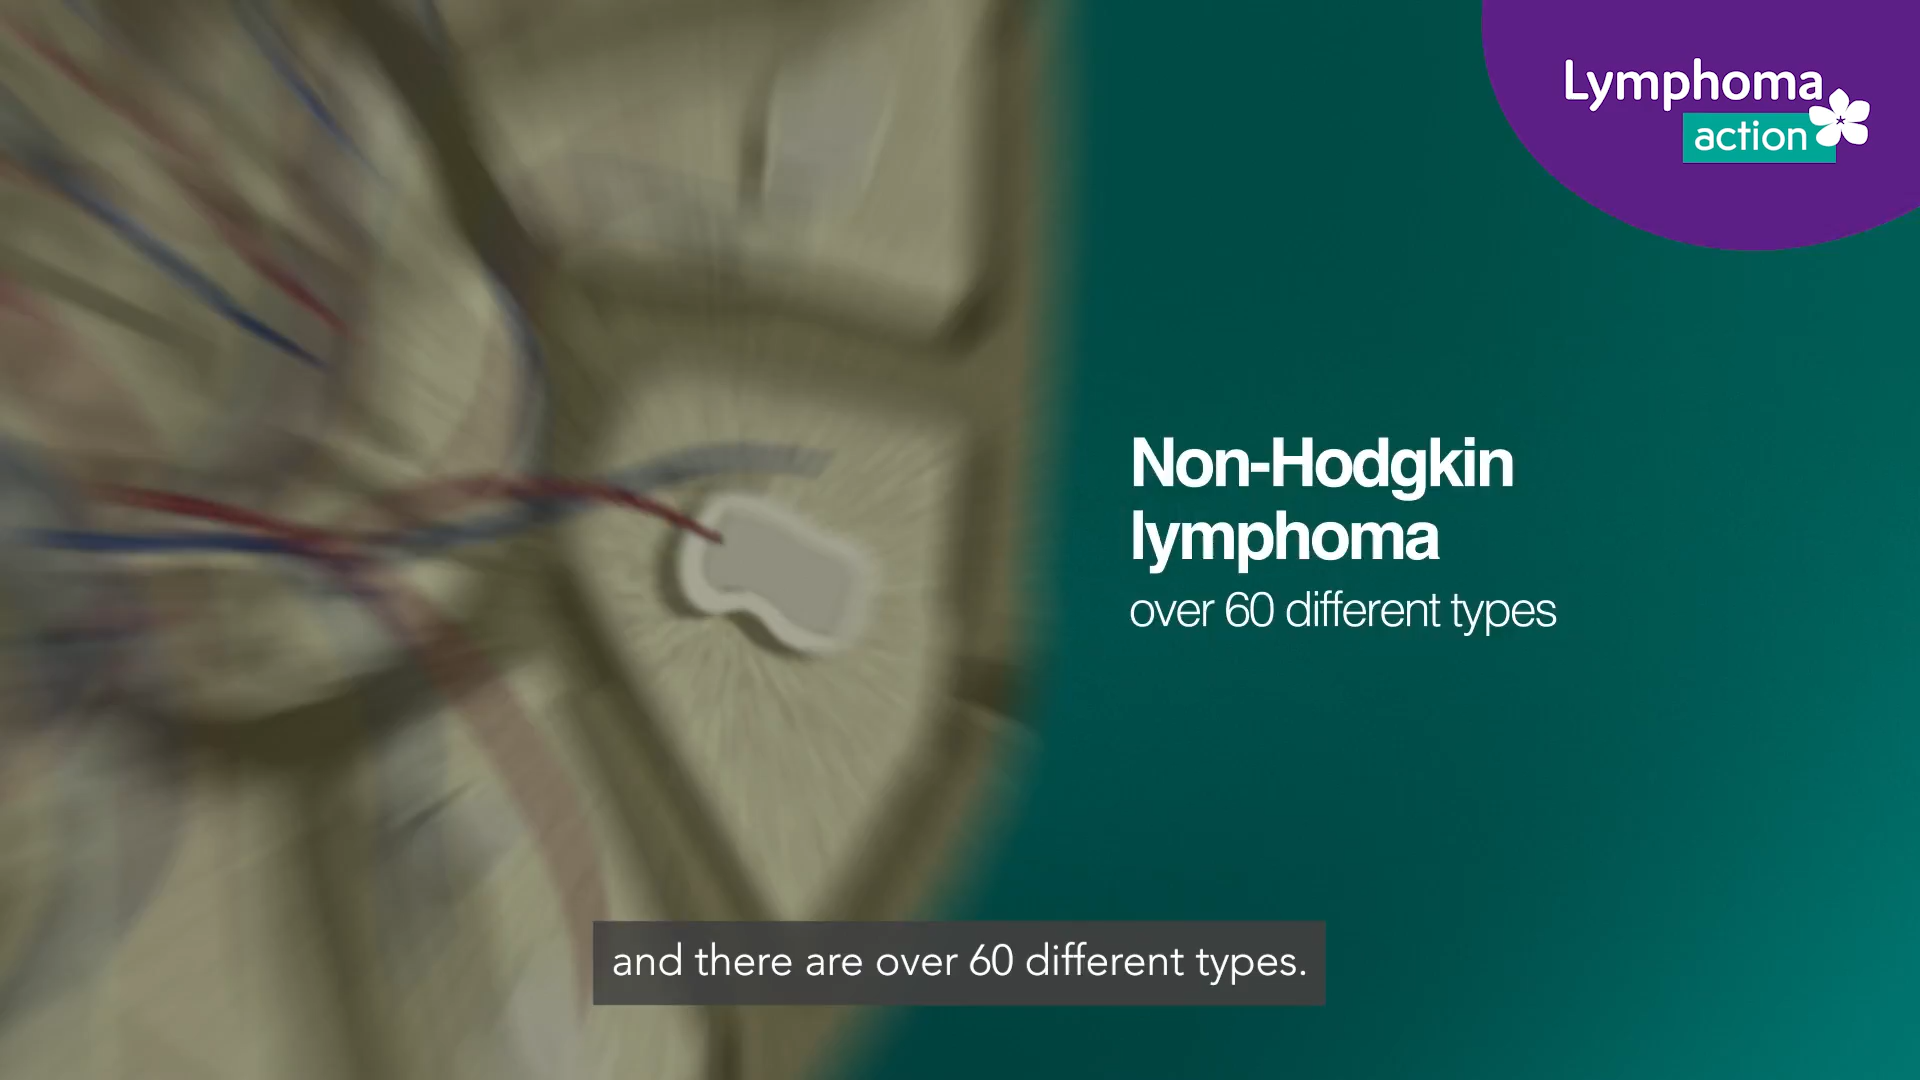 Lymphoma
action
Non-Hodgkin
lymphoma
over 60 different types
and there are over 60 different types.